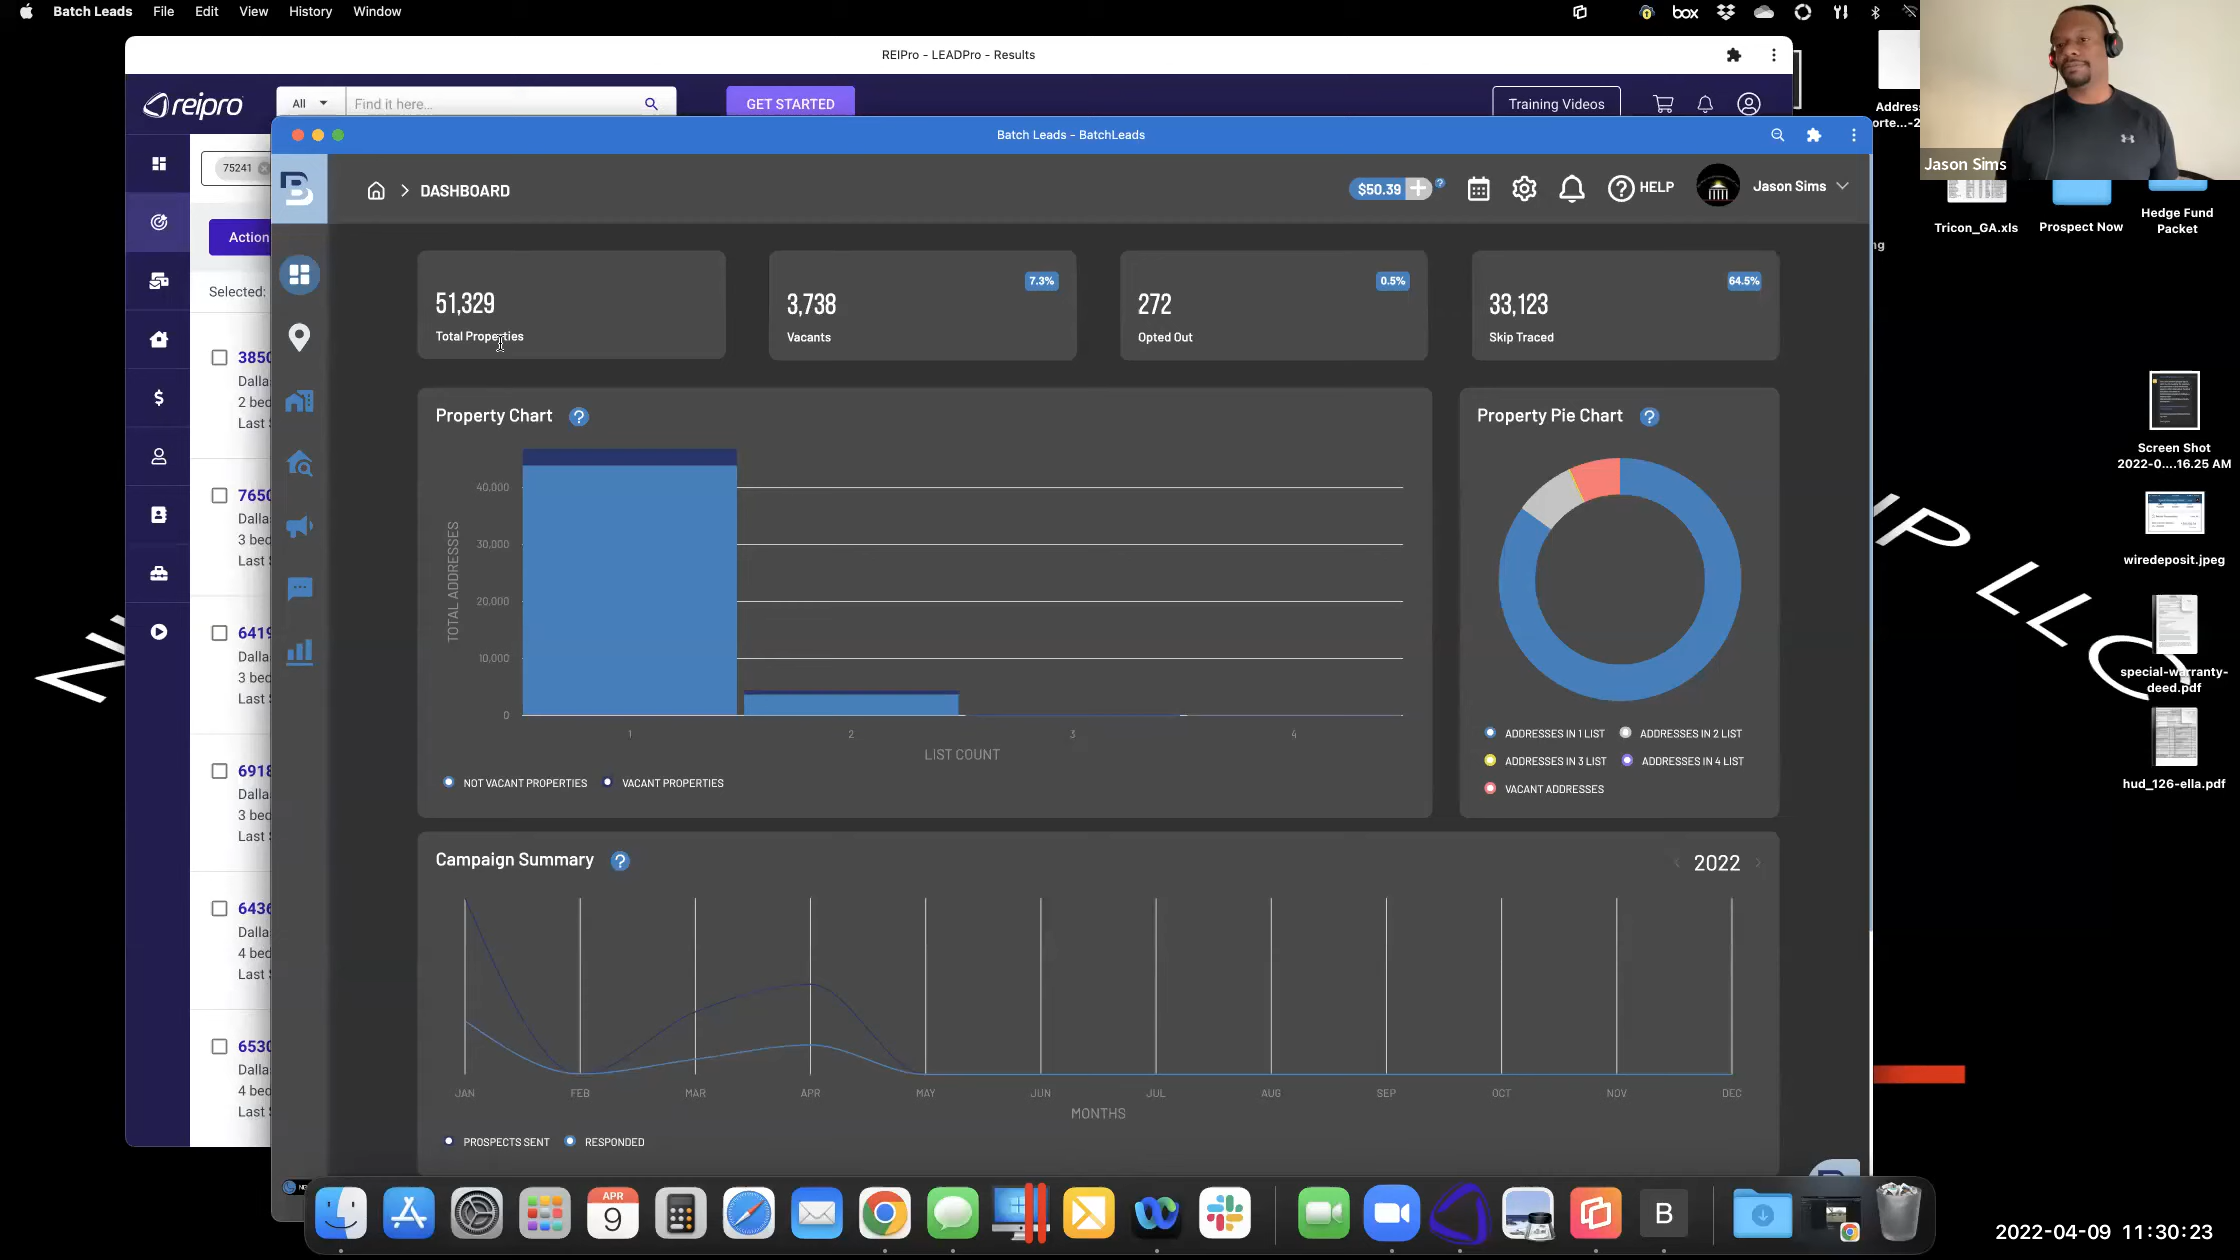 Batch Leads File Edit View History Window
box
REIPro - LEADPro - Results
reipro All Find it here... GET STARTED Training Videos
Batch Leads - BatchLeads
75241
Action
Selected:
3850
Dalla
2 bed
Last S
7650
Dalla
3 bed
Last S
6419
Dalla
3 bed
Last S
6918
Dalla
3 bed
Last S
6436
Dalla
4 bed
Last S
6530
Dalla
4 bed
Last S
B DASHBOARD $50.39 + ? HELP Jason Sims
51,329
Total Properties
7.3%
3,738
Vacants
0.5%
272
Opted Out
64.5%
33,123
Skip Traced
Property Chart ?
40,000
30,000
20,000
10,000
0
TOTAL ADDRESSES
1 2 3 4
LIST COUNT
NOT VACANT PROPERTIES VACANT PROPERTIES
Property Pie Chart ?
ADDRESSES IN 1 LIST ADDRESSES IN 2 LIST
ADDRESSES IN 3 LIST ADDRESSES IN 4 LIST
VACANT ADDRESSES
Campaign Summary ? 2022
JAN FEB MAR APR MAY JUN JUL AUG SEP OCT NOV DEC
MONTHS
PROSPECTS SENT RESPONDED
Jason Sims
Addres
orte...-2
Tricon_GA.xls
Prospect Now
Hedge Fund
Packet
ng
Screen Shot
2022-0....16.25 AM
wiredeposit.jpeg
special-warranty-
deed.pdf
hud_126-ella.pdf
P LLC
APR
9
B
2022-04-09 11:30:23